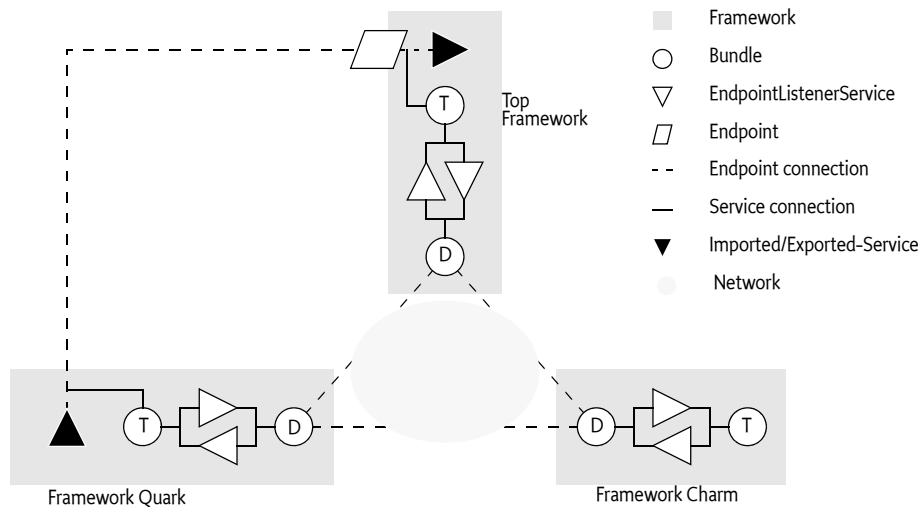 Framework
Bundle
EndpointListenerService
Endpoint
Endpoint connection
Service connection
Imported/Exported-Service
Network
T
Top
Framework
D
T
D
D
T
Framework Quark
Framework Charm